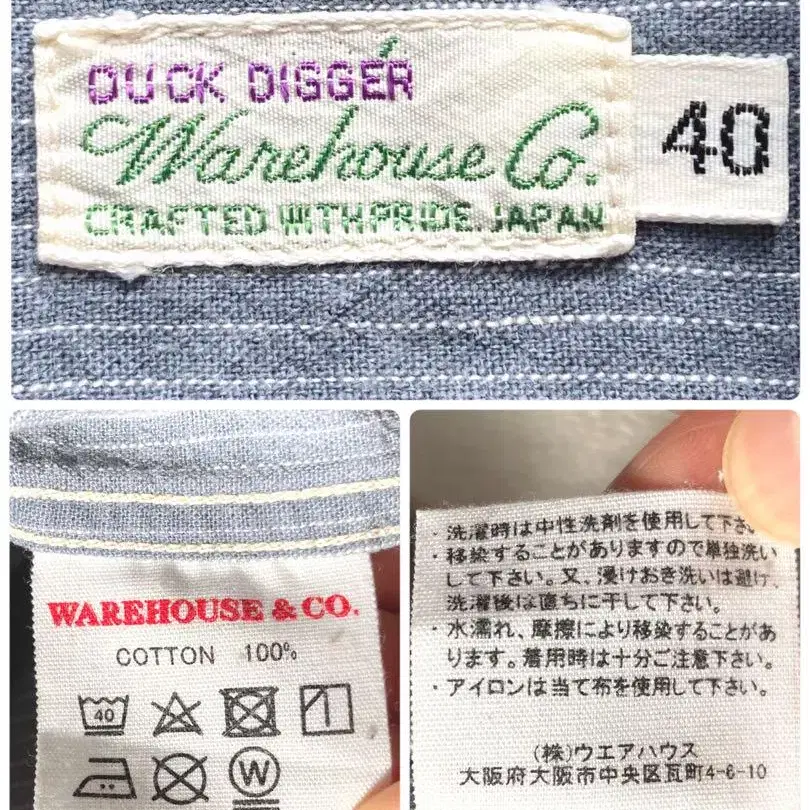 DUCK DIGGER
Warehouse Co.
CRAFTED WITH PRIDE JAPAN
40
WAREHOUSE & CO.
COTTON 100%
40
W
・洗濯時は中性洗剤を使用して下さ
・移染することがありますので単独洗い
して下さい。又、浸けおき洗いは避け、
洗濯後は直ちに干して下さい。
・水濡れ、摩擦により移染することがあ
ります。着用時は十分ご注意下さい。
・アイロンは当て布を使用して下さい。
(株)ウエアハウス
大阪府大阪市中央区瓦町4-6-10